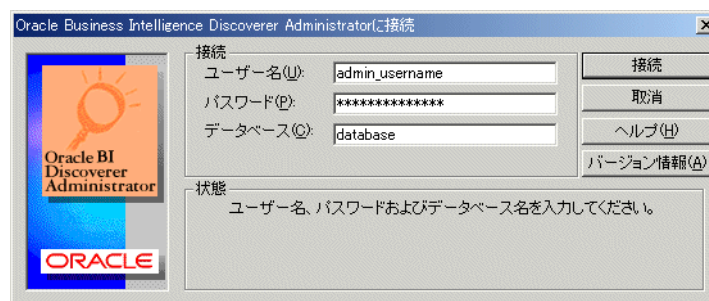 Oracle Business Intelligence Discoverer Administratorに接続
接続
ユーザー名(U):
admin_username
パスワード(P):
**************
データベース(C):
database
接続
取消
ヘルプ(H)
バージョン情報(A)
Oracle BI
Discoverer
Administrator
ORACLE
状態
ユーザー名、パスワードおよびデータベース名を入力してください。